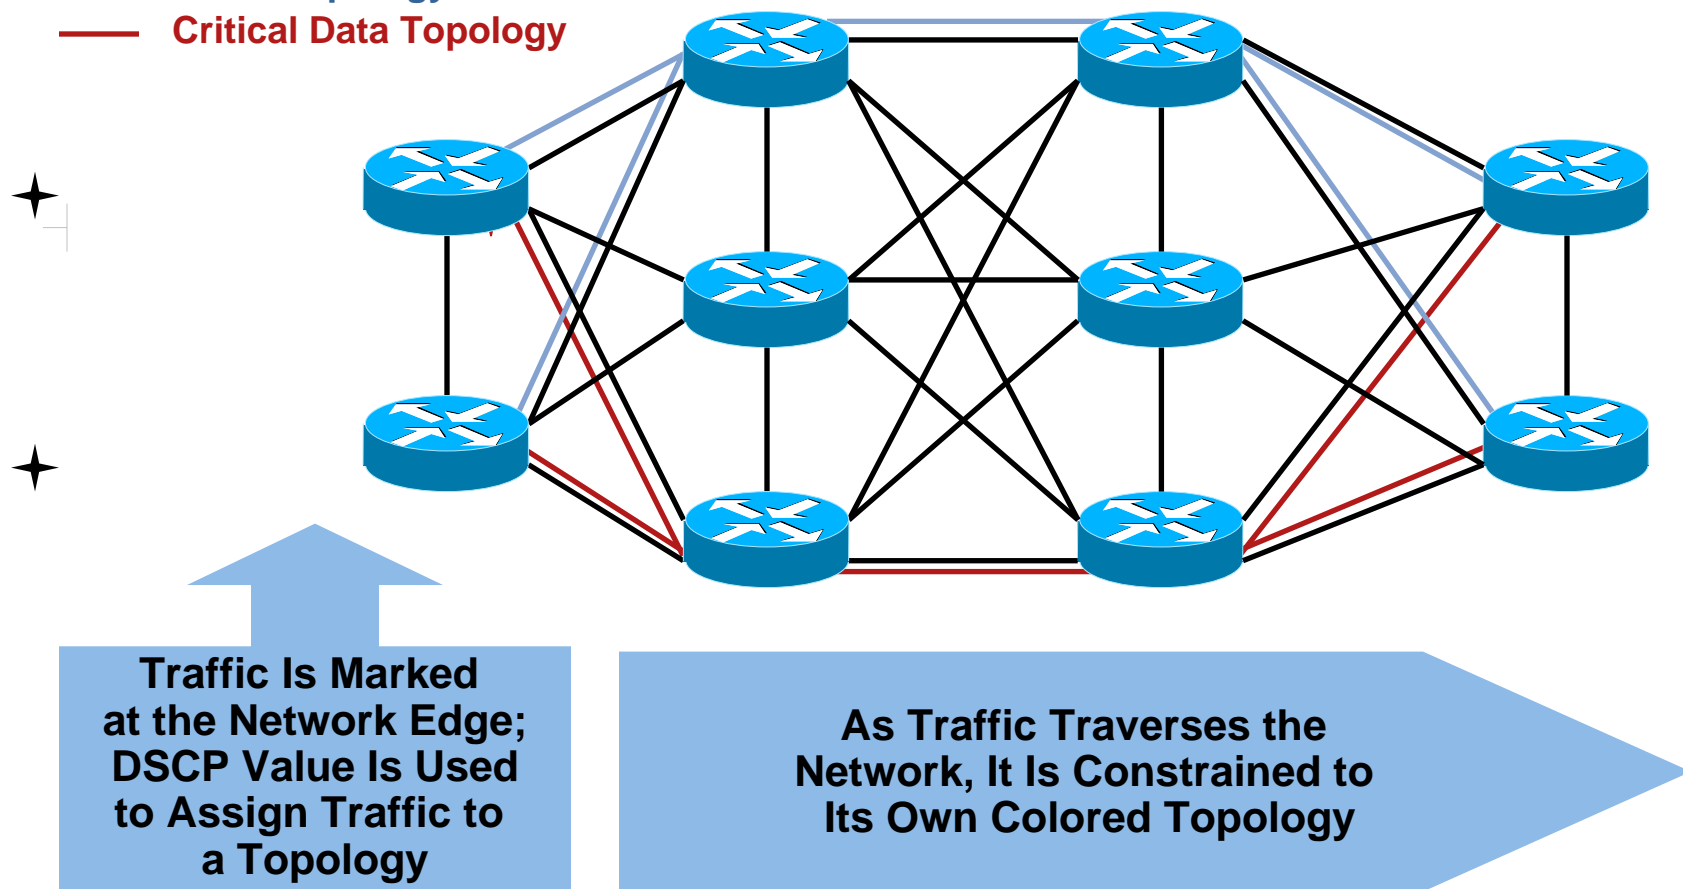 Critical Data Topology
Traffic Is Marked
at the Network Edge;
DSCP Value Is Used
to Assign Traffic to
a Topology
As Traffic Traverses the
Network, It Is Constrained to
Its Own Colored Topology